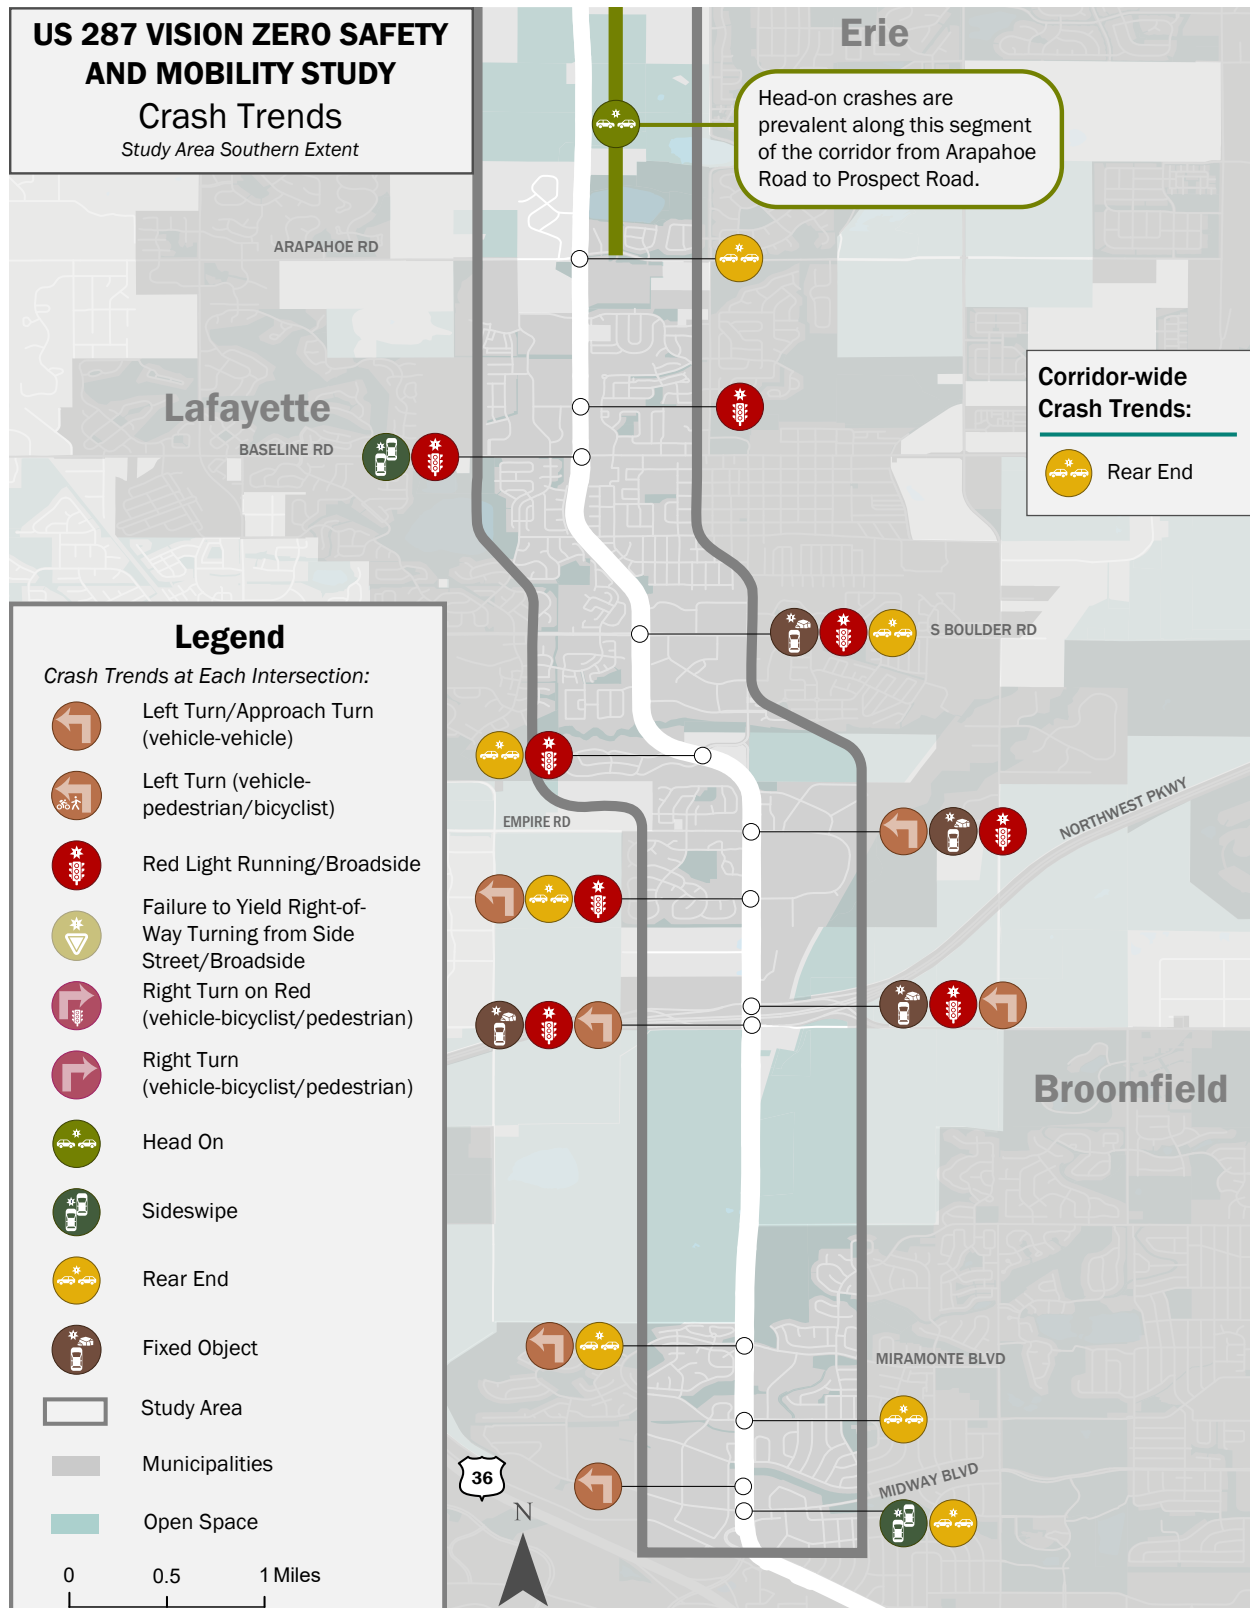 US 287 VISION ZERO SAFETY
AND MOBILITY STUDY
Crash Trends
Study Area Southern Extent
Erie
Head-on crashes are
prevalent along this segment
of the corridor from Arapahoe
Road to Prospect Road.
ARAPAHOE RD
Corridor-wide
Crash Trends:
Rear End
Lafayette
BASELINE RD
S BOULDER RD
EMPIRE RD
NORTHWEST PKWY
Broomfield
MIRAMONTE BLVD
MIDWAY BLVD
36
N
Legend
Crash Trends at Each Intersection:
Left Turn/Approach Turn
(vehicle-vehicle)
Left Turn (vehicle-
pedestrian/bicyclist)
Red Light Running/Broadside
Failure to Yield Right-of-
Way Turning from Side
Street/Broadside
Right Turn on Red
(vehicle-bicyclist/pedestrian)
Right Turn
(vehicle-bicyclist/pedestrian)
Head On
Sideswipe
Rear End
Fixed Object
Study Area
Municipalities
Open Space
0 0.5 1 Miles